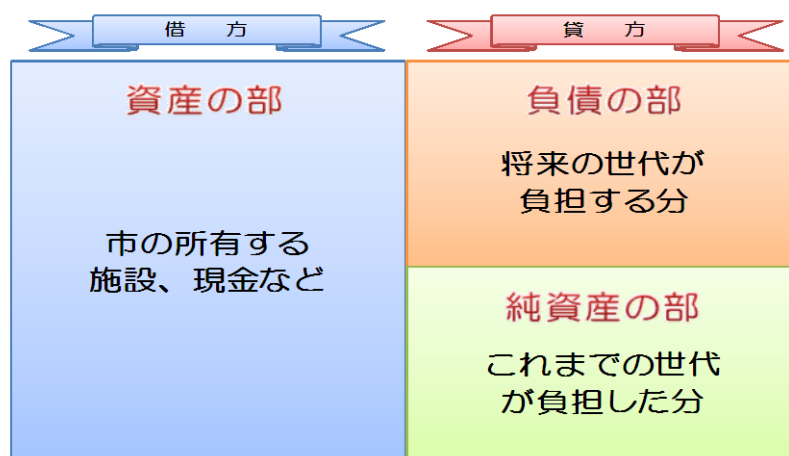 借　方
貸　方
資産の部
市の所有する
施設、現金など
負債の部
将来の世代が
負担する分
純資産の部
これまでの世代
が負担した分